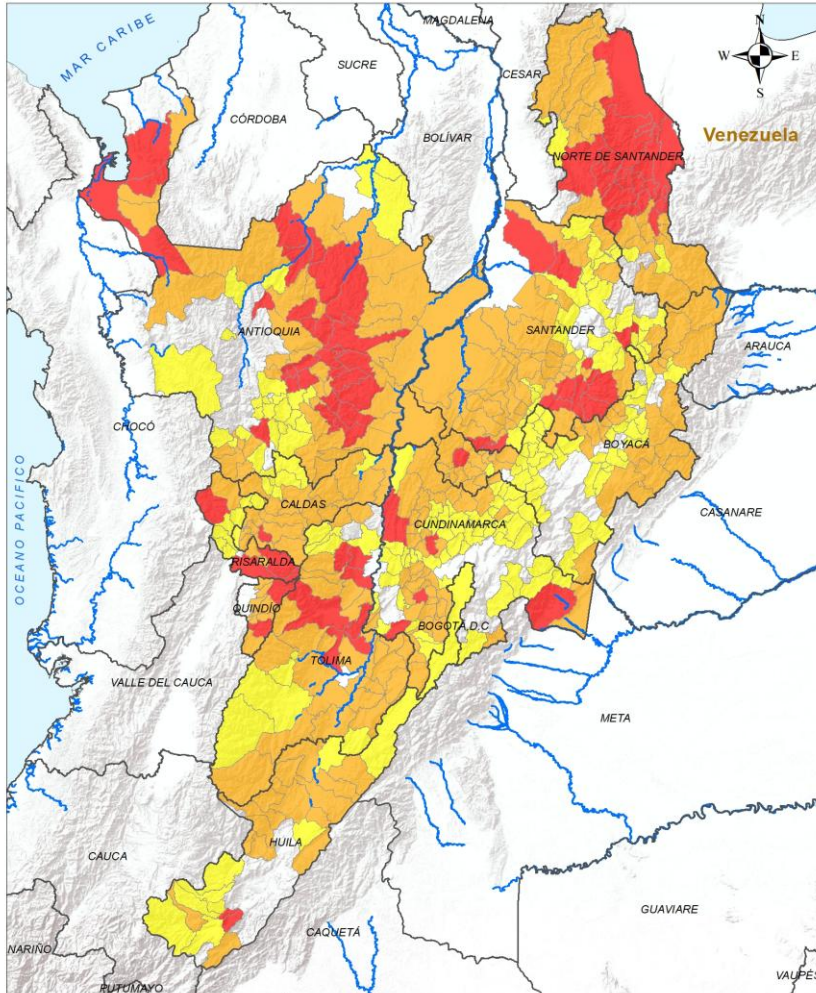 MAR CARIBE
MAGDALENA
SUCRE
CESAR
CÓRDOBA
BOLÍVAR
N
W
E
S
Venezuela
NORTE DE SANTANDER
ANTIOQUIA
SANTANDER
ARAUCA
CHOCÓ
BOYACÁ
OCEANO PACIFICO
CALDAS
CUNDINAMARCA
CASANARE
RISARALDA
QUINDÍO
BOGOTÁ, D.C
TOLIMA
VALLE DEL CAUCA
META
HUILA
CAUCA
GUAVIARE
CAQUETÁ
NARIÑO
PUTUMAYO
VAUPÉS